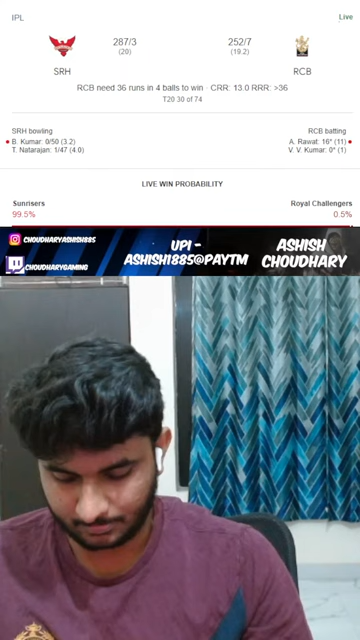 IPL
Live
287/3
(20)
252/7
(19.2)
SRH
RCB
RCB need 36 runs in 4 balls to win · CRR: 13.0 RRR: >36
T20 30 of 74
SRH bowling
RCB batting
B. Kumar: 0/50 (3.2)
A. Rawat: 16* (11)
T. Natarajan: 1/47 (4.0)
V. V. Kumar: 0* (1)
LIVE WIN PROBABILITY
Sunrisers
Royal Challengers
99.5%
0.5%
CHOUDHARYASHISH885
CHOUDHARYGAMING
UPI -
ASHISH1885@PAYTM
ASHISH
CHOUDHARY